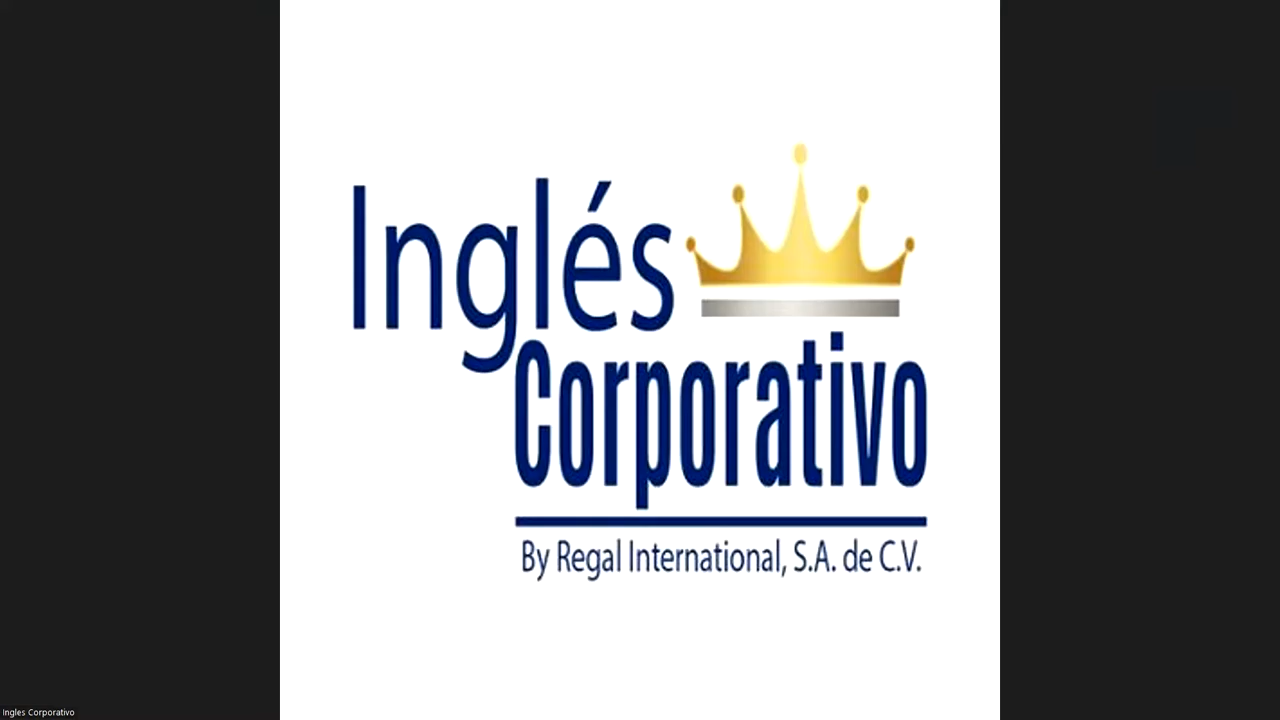 Inglés
Corporativo
By Regal International, S.A. de C.V.
Ingles Corporativo